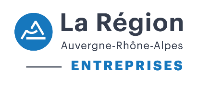 La Région
Auvergne-Rhône-Alpes
ENTREPRISES